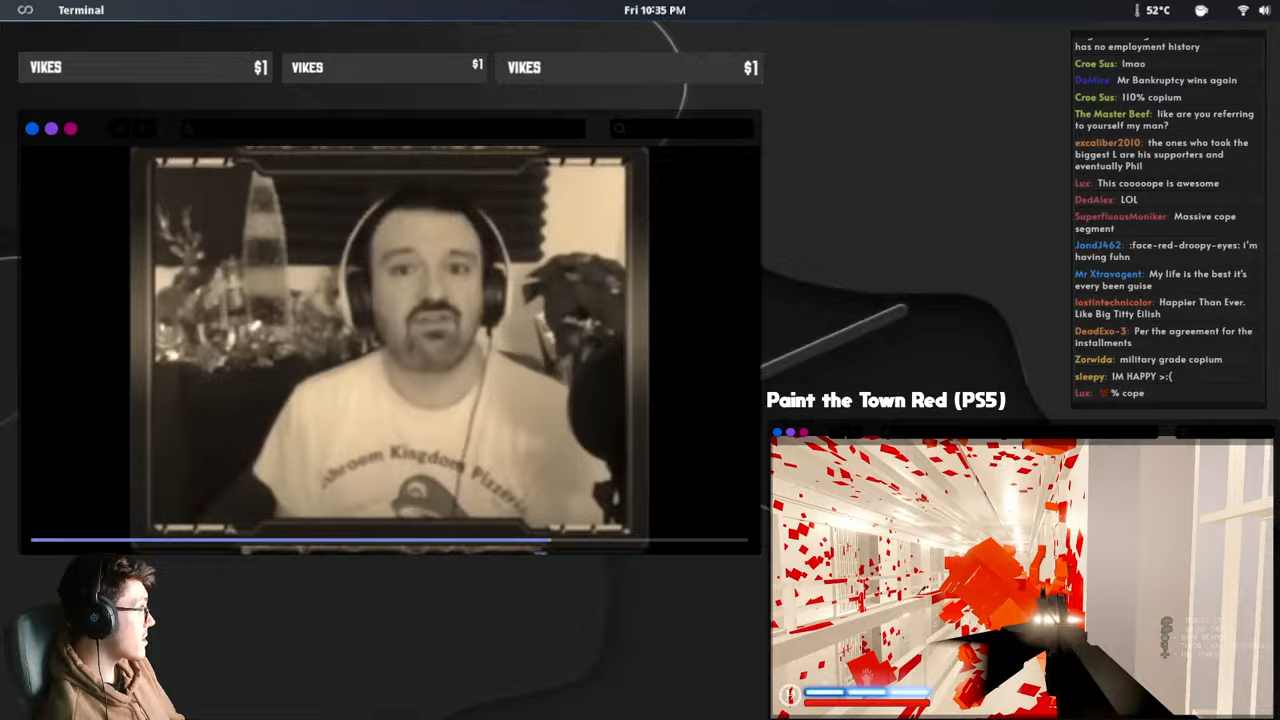 Terminal
Fri 10:35 PM
52°C
VIKES $1
VIKES $1
VIKES $1
has no employment history
Croe Sus: lmao
DaMice Mr Bankruptcy wins again
Croe Sus: 110% copium
The Master Beef: like are you referring
to yourself my man?
excaliber2010: the ones who took the
biggest L are his supporters and
eventually Phil
Lux: This cooooope is awesome
DedAlex: LOL
SuperfluousMoniker: Massive cope
segment
JandJ462: :face-red-droopy-eyes: i'm
having fuhn
Mr Xtravagent: My life is the best it's
every been guise
lostintechnicolor: Happier Than Ever.
Like Big Titty Eilish
DeadExo-3: Per the agreement for the
installments
Zorwida: military grade copium
sleepy: IM HAPPY >:(
Lux: 💯% cope
Kingdom
Paint the Town Red (PS5)